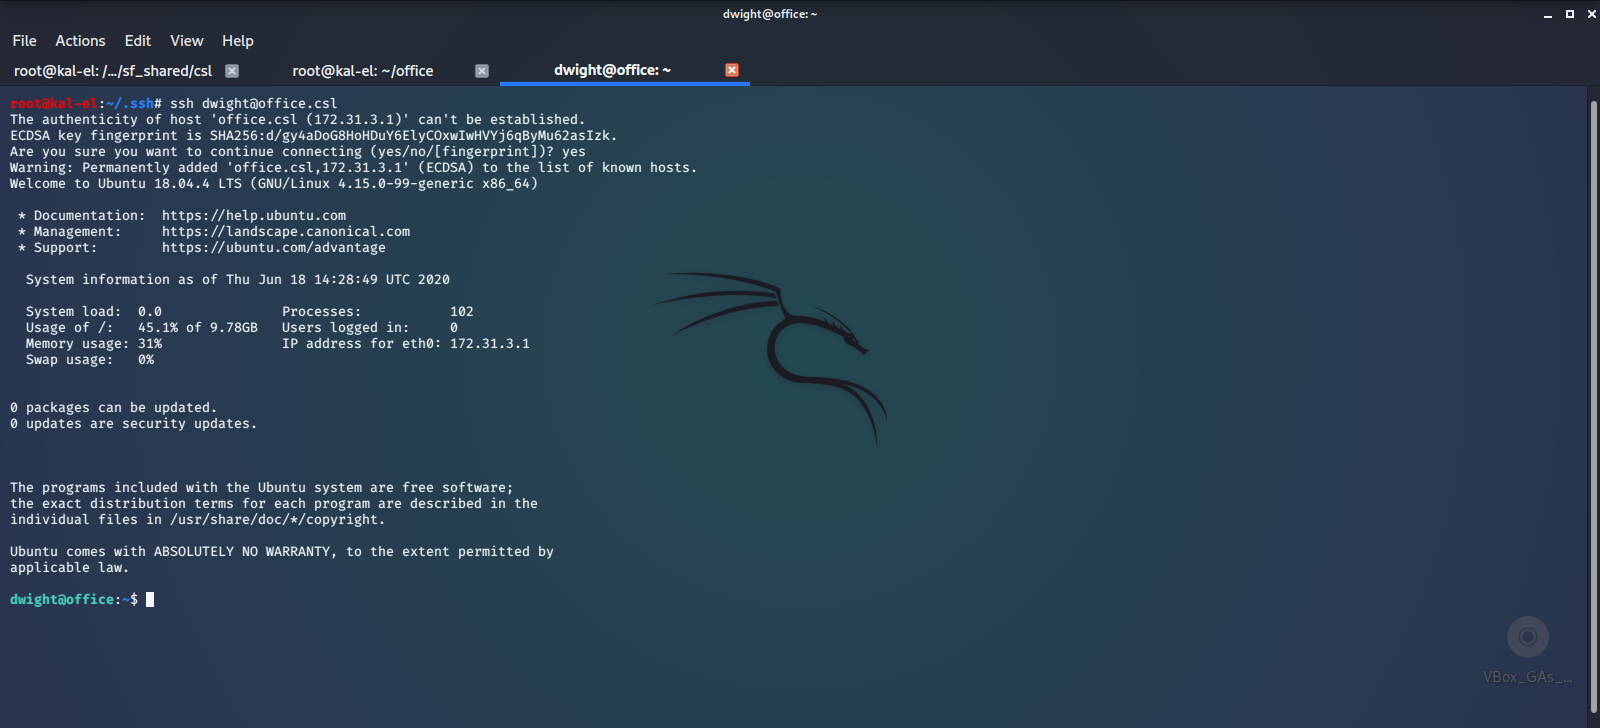 dwight@office: ~
File Actions Edit View Help
root@kal-el: /…/sf_shared/csl root@kal-el: ~/office dwight@office: ~
root@kal-el:~/.ssh# ssh dwight@office.csl
The authenticity of host 'office.csl (172.31.3.1)' can't be established.
ECDSA key fingerprint is SHA256:d/gy4aDoG8HoHDuY6ElyCOxwIwHVYj6qByMu62asIzk.
Are you sure you want to continue connecting (yes/no/[fingerprint])? yes
Warning: Permanently added 'office.csl,172.31.3.1' (ECDSA) to the list of known hosts.
Welcome to Ubuntu 18.04.4 LTS (GNU/Linux 4.15.0-99-generic x86_64)
* Documentation: https://help.ubuntu.com
* Management: https://landscape.canonical.com
* Support: https://ubuntu.com/advantage
System information as of Thu Jun 18 14:28:49 UTC 2020
System load: 0.0 Processes: 102
Usage of /: 45.1% of 9.78GB Users logged in: 0
Memory usage: 31% IP address for eth0: 172.31.3.1
Swap usage: 0%
0 packages can be updated.
0 updates are security updates.
The programs included with the Ubuntu system are free software;
the exact distribution terms for each program are described in the
individual files in /usr/share/doc/*/copyright.
Ubuntu comes with ABSOLUTELY NO WARRANTY, to the extent permitted by
applicable law.
dwight@office:~$
VBox_GAs_…